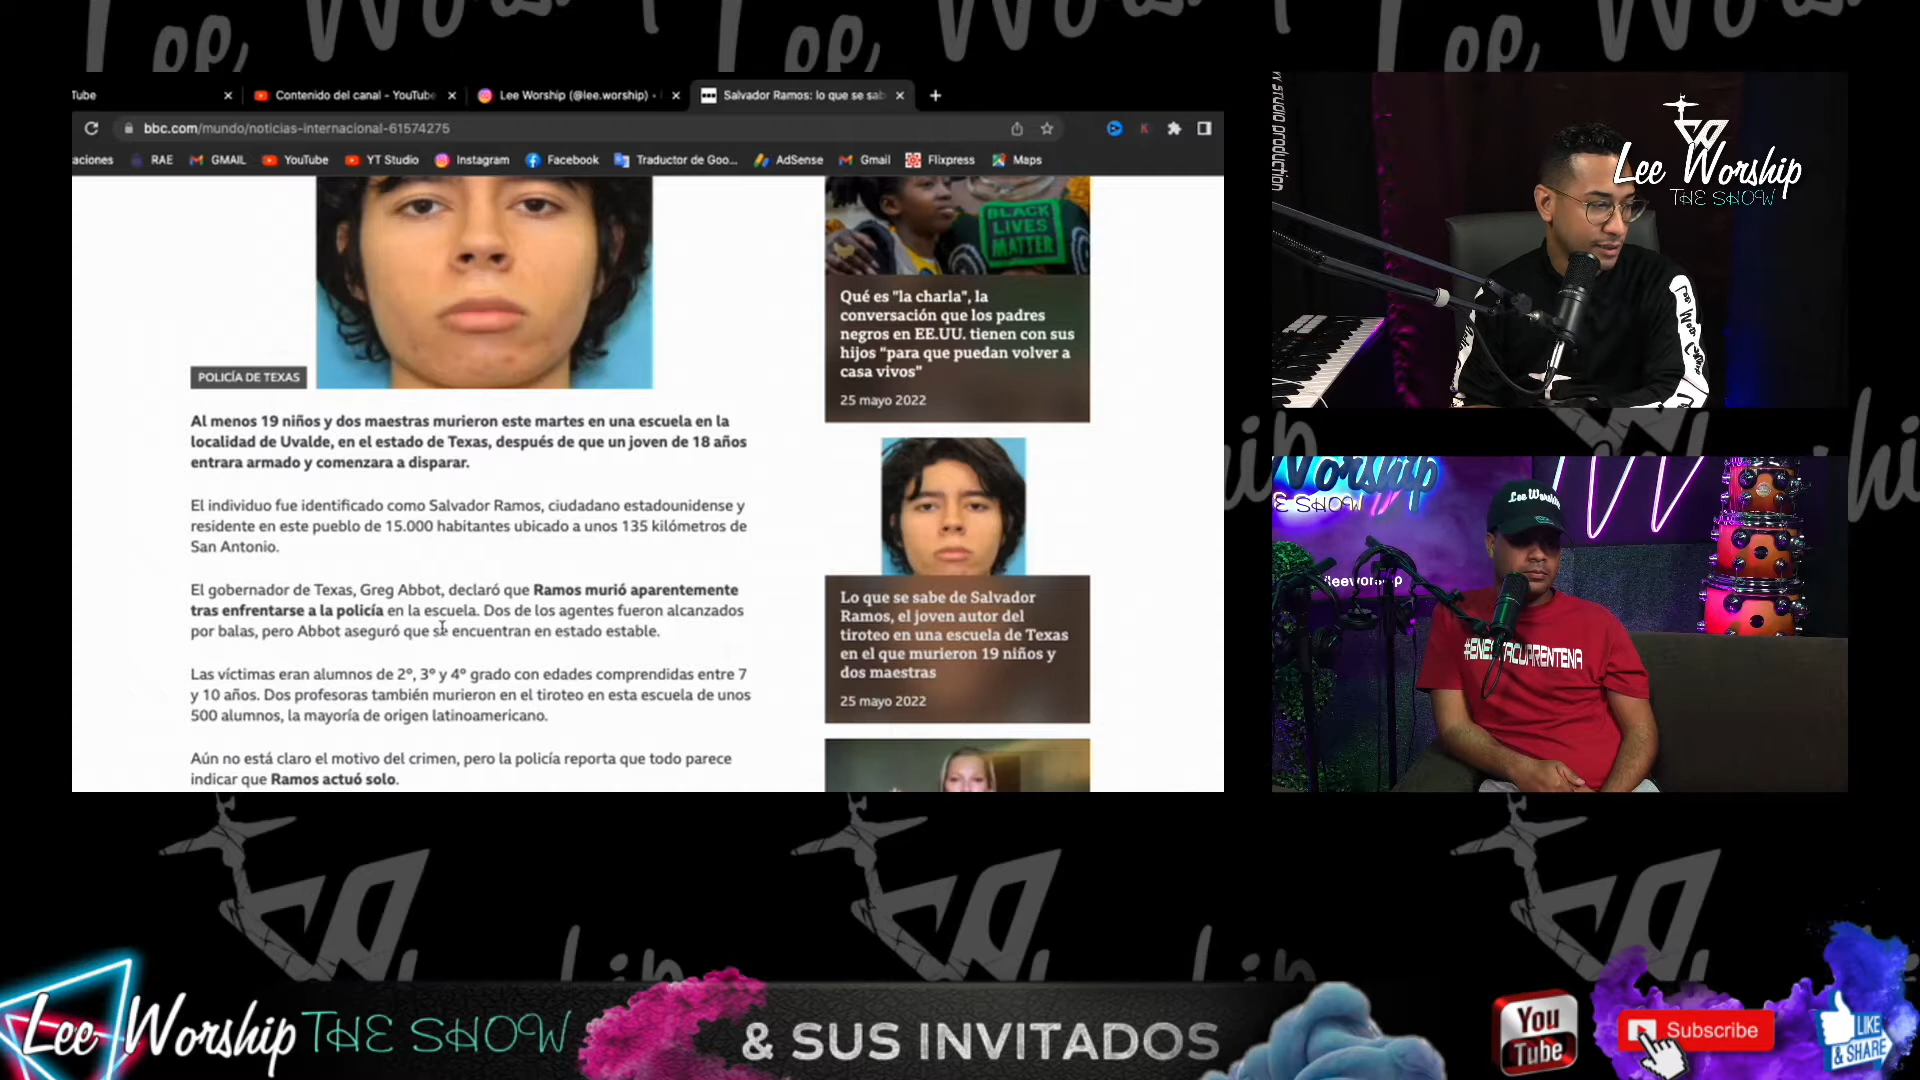 Tube
Contenido del canal - YouTube
Lee Worship (@lee.worship) •
Salvador Ramos: lo que se sab
bbc.com/mundo/noticias-internacional-61574275
aciones RAE GMAIL YouTube YT Studio Instagram Facebook Traductor de Goo... AdSense Gmail Flixpress Maps
POLICÍA DE TEXAS
Al menos 19 niños y dos maestras murieron este martes en una escuela en la
localidad de Uvalde, en el estado de Texas, después de que un joven de 18 años
entrara armado y comenzara a disparar.
El individuo fue identificado como Salvador Ramos, ciudadano estadounidense y
residente en este pueblo de 15.000 habitantes ubicado a unos 135 kilómetros de
San Antonio.
El gobernador de Texas, Greg Abbot, declaró que Ramos murió aparentemente
tras enfrentarse a la policía en la escuela. Dos de los agentes fueron alcanzados
por balas, pero Abbot aseguró que se encuentran en estado estable.
Las víctimas eran alumnos de 2º, 3º y 4º grado con edades comprendidas entre 7
y 10 años. Dos profesoras también murieron en el tiroteo en esta escuela de unos
500 alumnos, la mayoría de origen latinoamericano.
Aún no está claro el motivo del crimen, pero la policía reporta que todo parece
indicar que Ramos actuó solo.
BLACK
LIVES
MATTER
Qué es "la charla", la
conversación que los padres
negros en EE.UU. tienen con sus
hijos "para que puedan volver a
casa vivos"
25 mayo 2022
Lo que se sabe de Salvador
Ramos, el joven autor del
tiroteo en una escuela de Texas
en el que murieron 19 niños y
dos maestras
25 mayo 2022
studio production
Lee Worship
THE SHOW
Worship
E SHOW
Lee Worship
leeworship
#ENESTACUARENTENA
Lee Worship THE SHOW
& SUS INVITADOS
You
Tube
Subscribe
LIKE
& SHARE